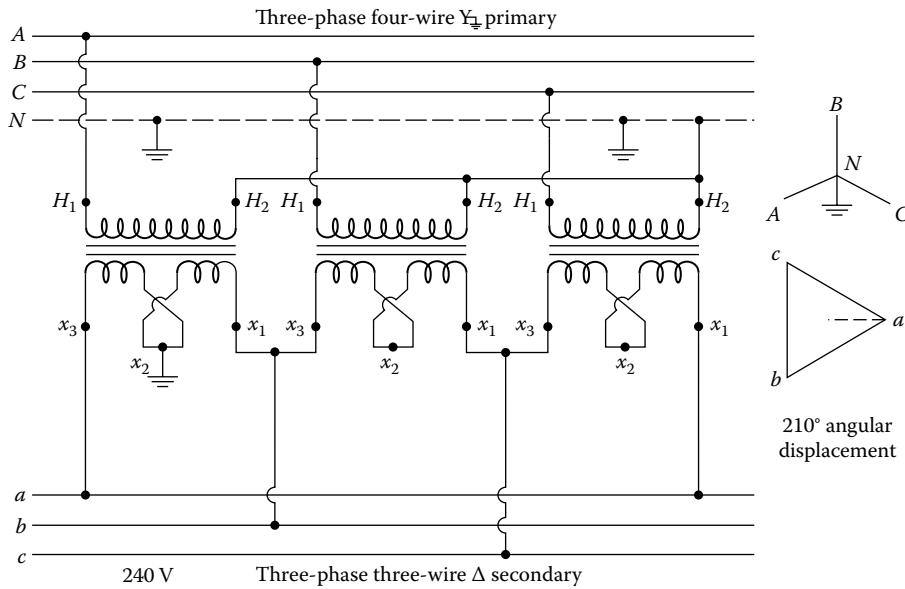 Three-phase four-wire Y primary
A
B
C
N
H₁ H₂ H₁ H₂ H₁ H₂
x₃ x₁ x₃ x₁ x₃ x₁
x₂ x₂ x₂
a
b
c
240 V Three-phase three-wire Δ secondary
B
N
A C
c
a
b
210° angular
displacement